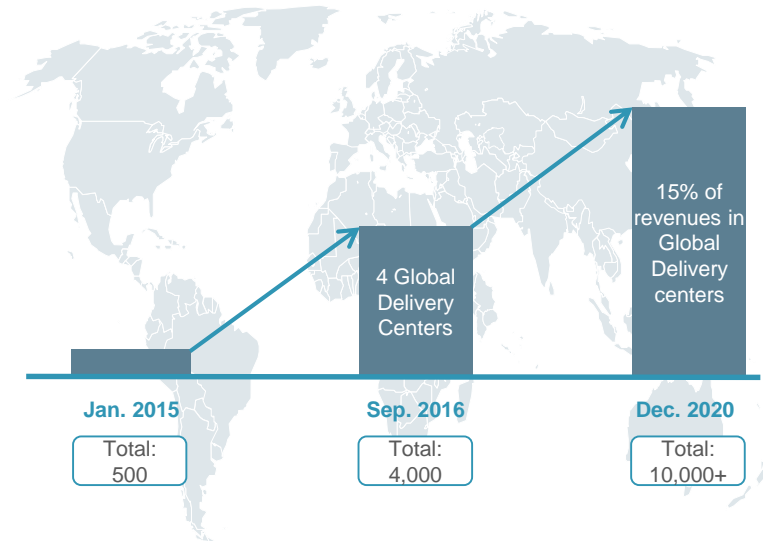 4 Global
Delivery
Centers
15% of
revenues in
Global
Delivery
centers
Jan. 2015
Sep. 2016
Dec. 2020
Total:
500
Total:
4,000
Total:
10,000+